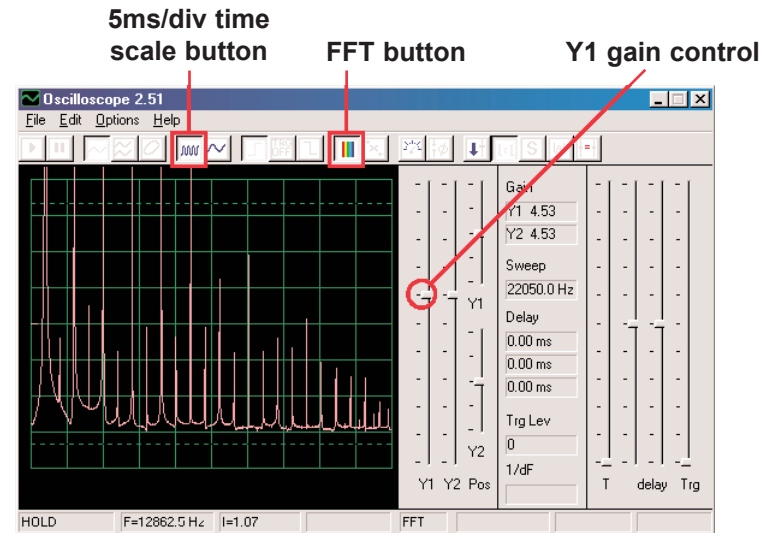 5ms/div time
scale button
FFT button
Y1 gain control
Oscilloscope 2.51
File Edit Options Help
Gain
Y1 4.53
Y2 4.53
Sweep
22050.0 Hz
Y1
Delay
0.00 ms
0.00 ms
0.00 ms
Trg Lev
0
Y2
1/dF
Y1 Y2 Pos
T delay Trg
HOLD F=12862.5 Hz I=1.07 FFT